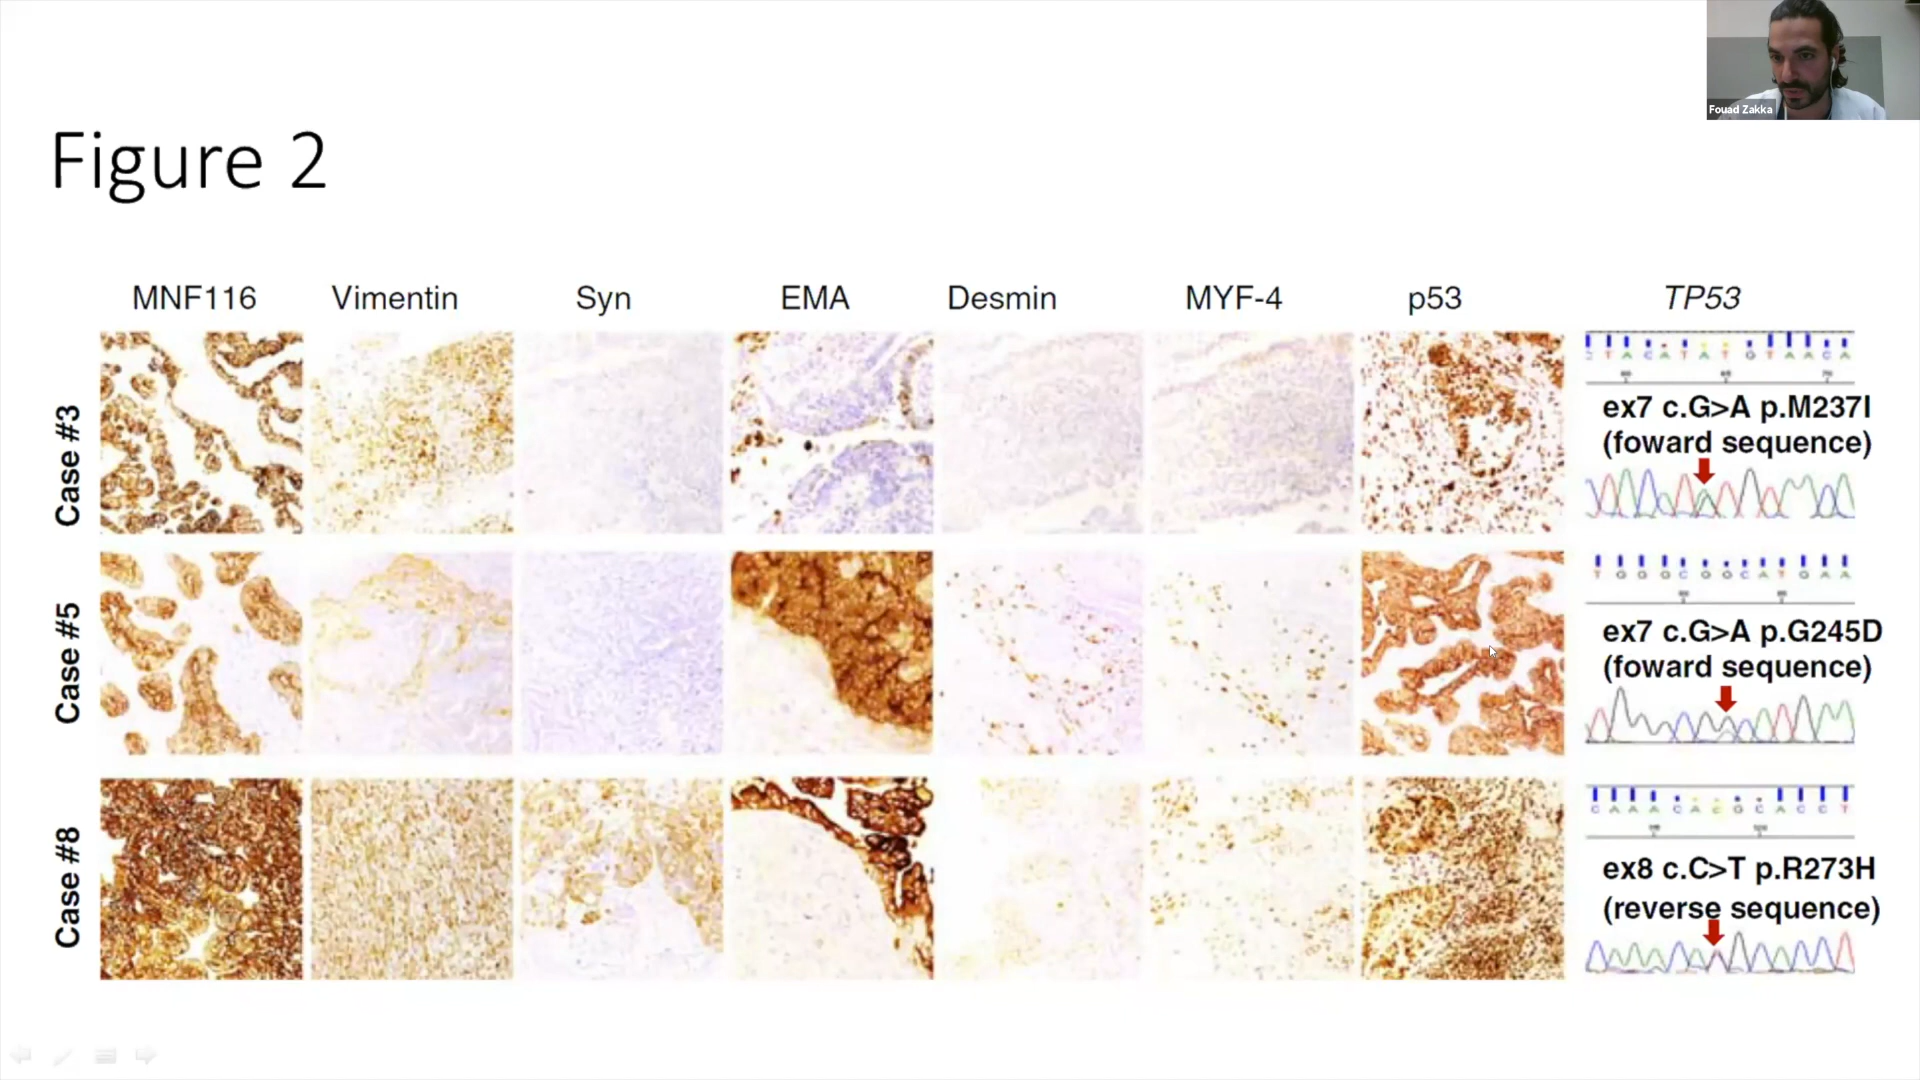 Fouad Zakka
Figure 2
MNF116 Vimentin Syn EMA Desmin MYF-4 p53 TP53
Case #3
T A C A T A T G T A A C A
ex7 c.G>A p.M237I
(foward sequence)
Case #5
T G G G C G G C A T G A A
ex7 c.G>A p.G245D
(foward sequence)
Case #8
C A A A C A C G C A C C T
ex8 c.C>T p.R273H
(reverse sequence)